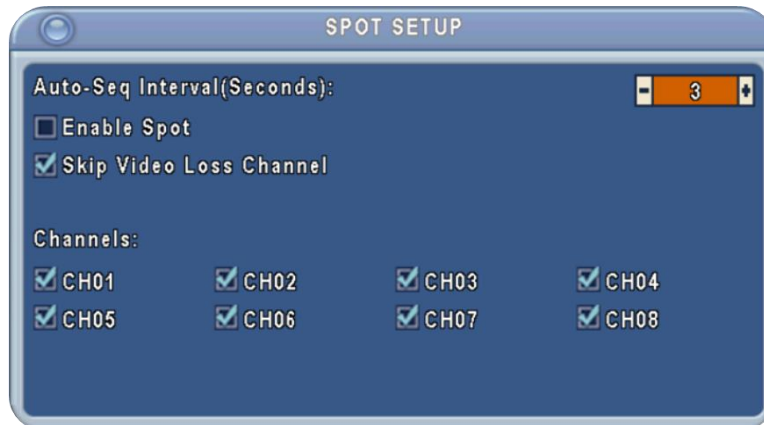 SPOT SETUP
Auto-Seq Interval(Seconds): - 3 +
Enable Spot
Skip Video Loss Channel
Channels:
CH01 CH02 CH03 CH04
CH05 CH06 CH07 CH08